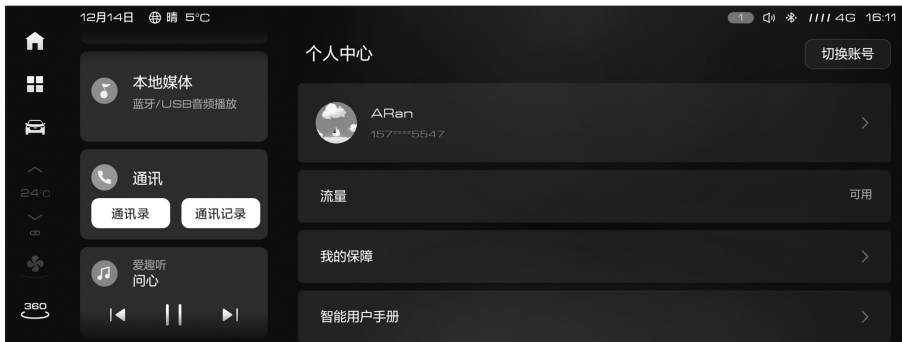 12月14日 晴 5°C
1 4G 16:11
本地媒体
蓝牙/USB音频播放
通讯
通讯录 通讯记录
爱趣听
问心
24°C
360
个人中心
切换账号
ARan
157****5547
流量 可用
我的保障
智能用户手册